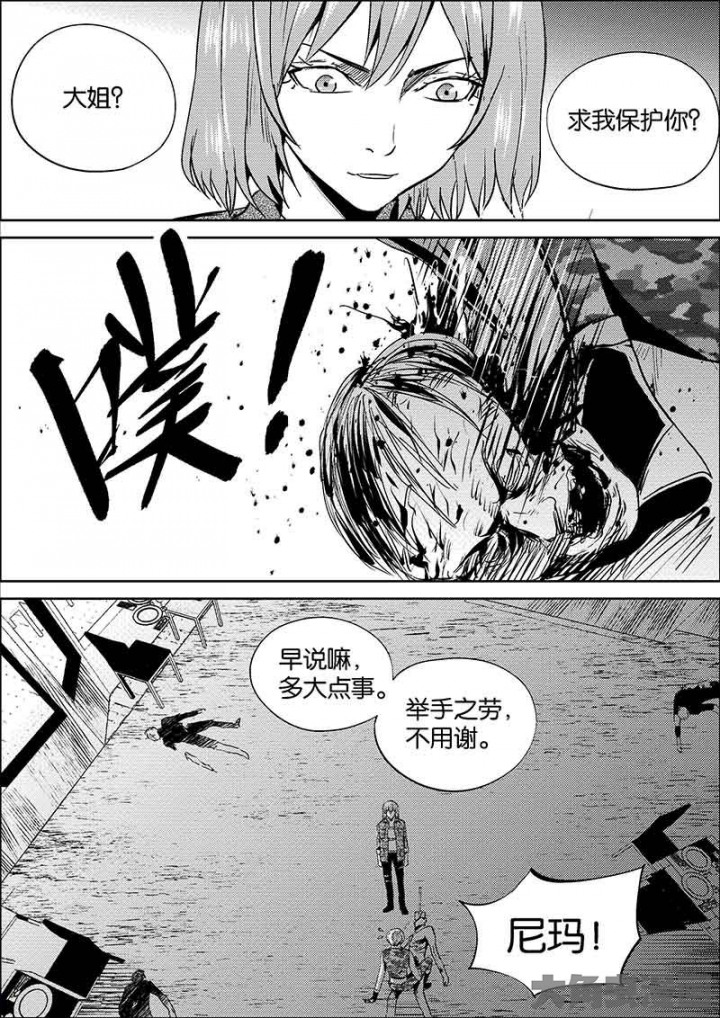 大姐？
求我保护你？
噗！
早说嘛，
多大点事。
举手之劳，
不用谢。
尼玛！